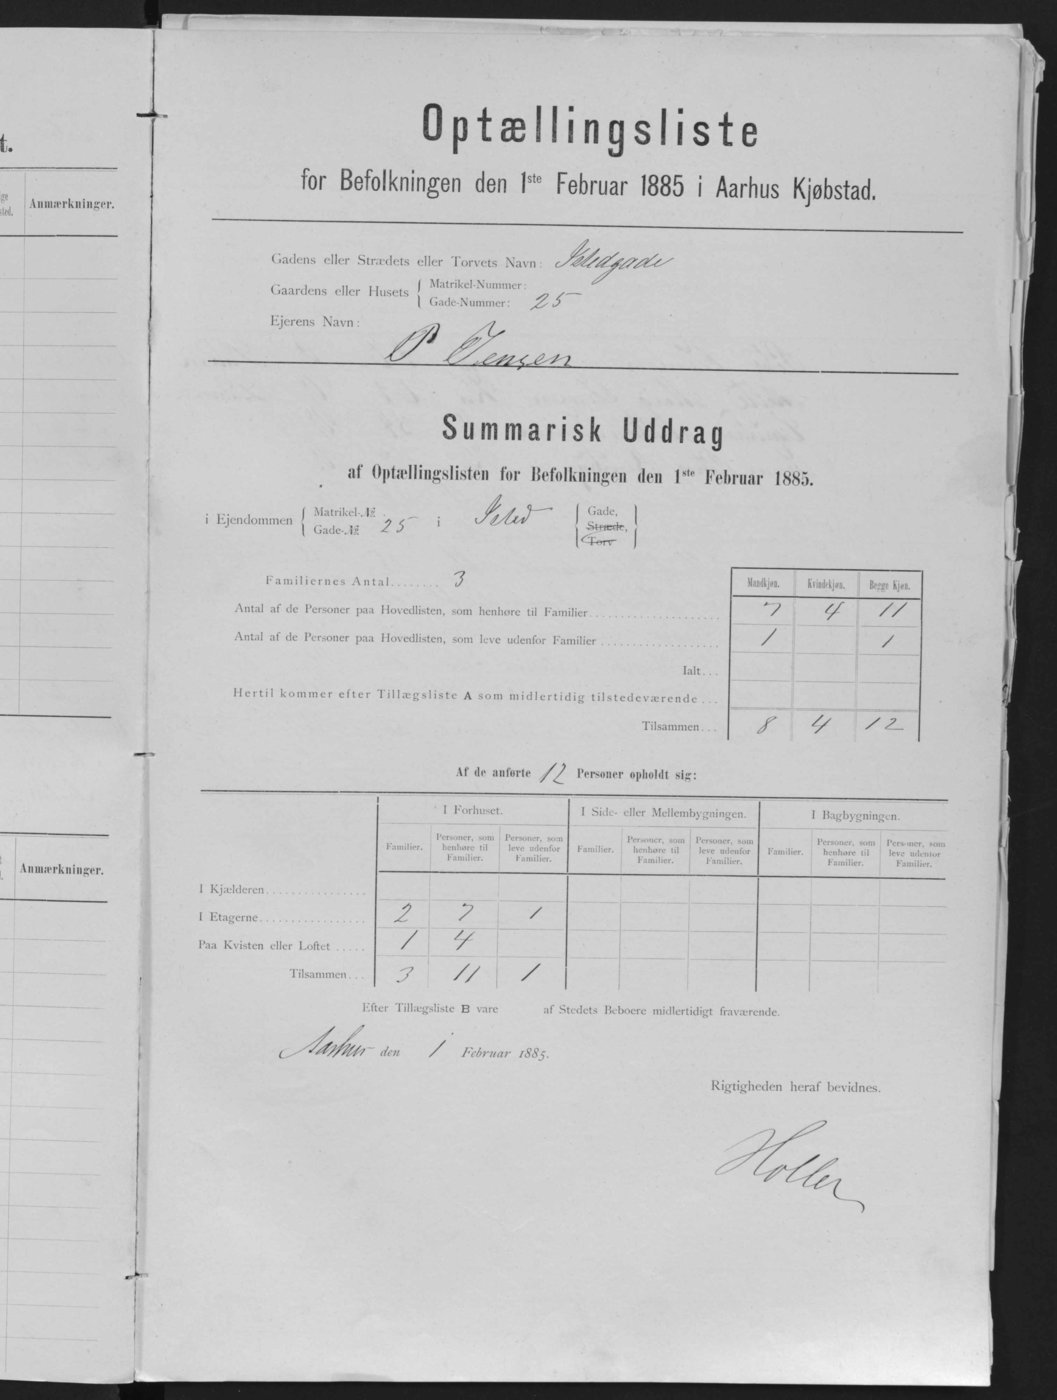 t.
Anmærkninger.
Anmærkninger.
Optællingsliste
for Befolkningen den 1ste Februar 1885 i Aarhus Kjøbstad.
Gadens eller Strædets eller Torvets Navn: Istedgade
Gaardens eller Husets { Matrikel-Nummer:
Gade-Nummer: 25
Ejerens Navn:
P Jensen
Summarisk Uddrag
af Optællingslisten for Befolkningen den 1ste Februar 1885.
i Ejendommen { Matrikel-№
Gade-№ 25 i Isted { Gade, Stræde, Torv }
Familiernes Antal........ 3
Mandkjøn. Kvindekjøn. Begge Kjøn.
Antal af de Personer paa Hovedlisten, som henhøre til Familier 7 4 11
Antal af de Personer paa Hovedlisten, som leve udenfor Familier 1 1
Ialt...
Hertil kommer efter Tillægsliste A som midlertidig tilstedeværende...
Tilsammen... 8 4 12
Af de anførte 12 Personer opholdt sig:
I Forhuset. I Side- eller Mellembygningen. I Bagbygningen.
Familier. Personer, som henhøre til Familier. Personer, som leve udenfor Familier. Familier. Personer, som henhøre til Familier. Personer, som leve udenfor Familier. Familier. Personer, som henhøre til Familier. Personer, som leve udenfor Familier.
I Kjælderen
I Etagerne 2 7 1
Paa Kvisten eller Loftet 1 4
Tilsammen... 3 11 1
Efter Tillægsliste B vare af Stedets Beboere midlertidigt fraværende.
Aarhus den 1 Februar 1885.
Rigtigheden heraf bevidnes.
Holler